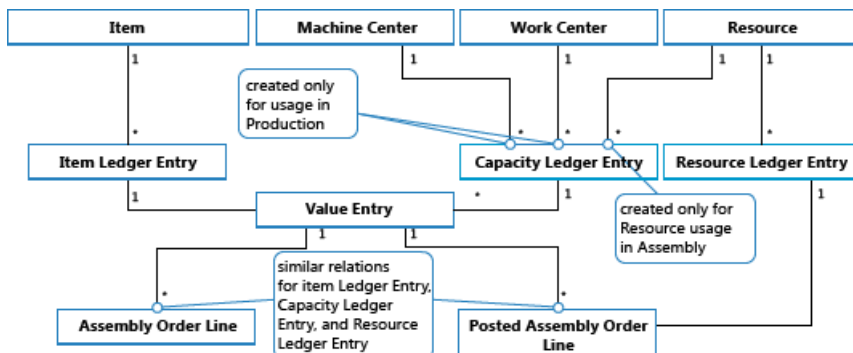 Item
Machine Center
Work Center
Resource
1
1
1
1
1
created only
for usage in
Production
*
*
*
*
*
Item Ledger Entry
Capacity Ledger Entry
Resource Ledger Entry
1
*
1
1
Value Entry
created only for
Resource usage
in Assembly
1
1
similar relations
for item Ledger Entry,
Capacity Ledger
Entry, and Resource
Ledger Entry
*
*
Assembly Order Line
Posted Assembly Order
Line